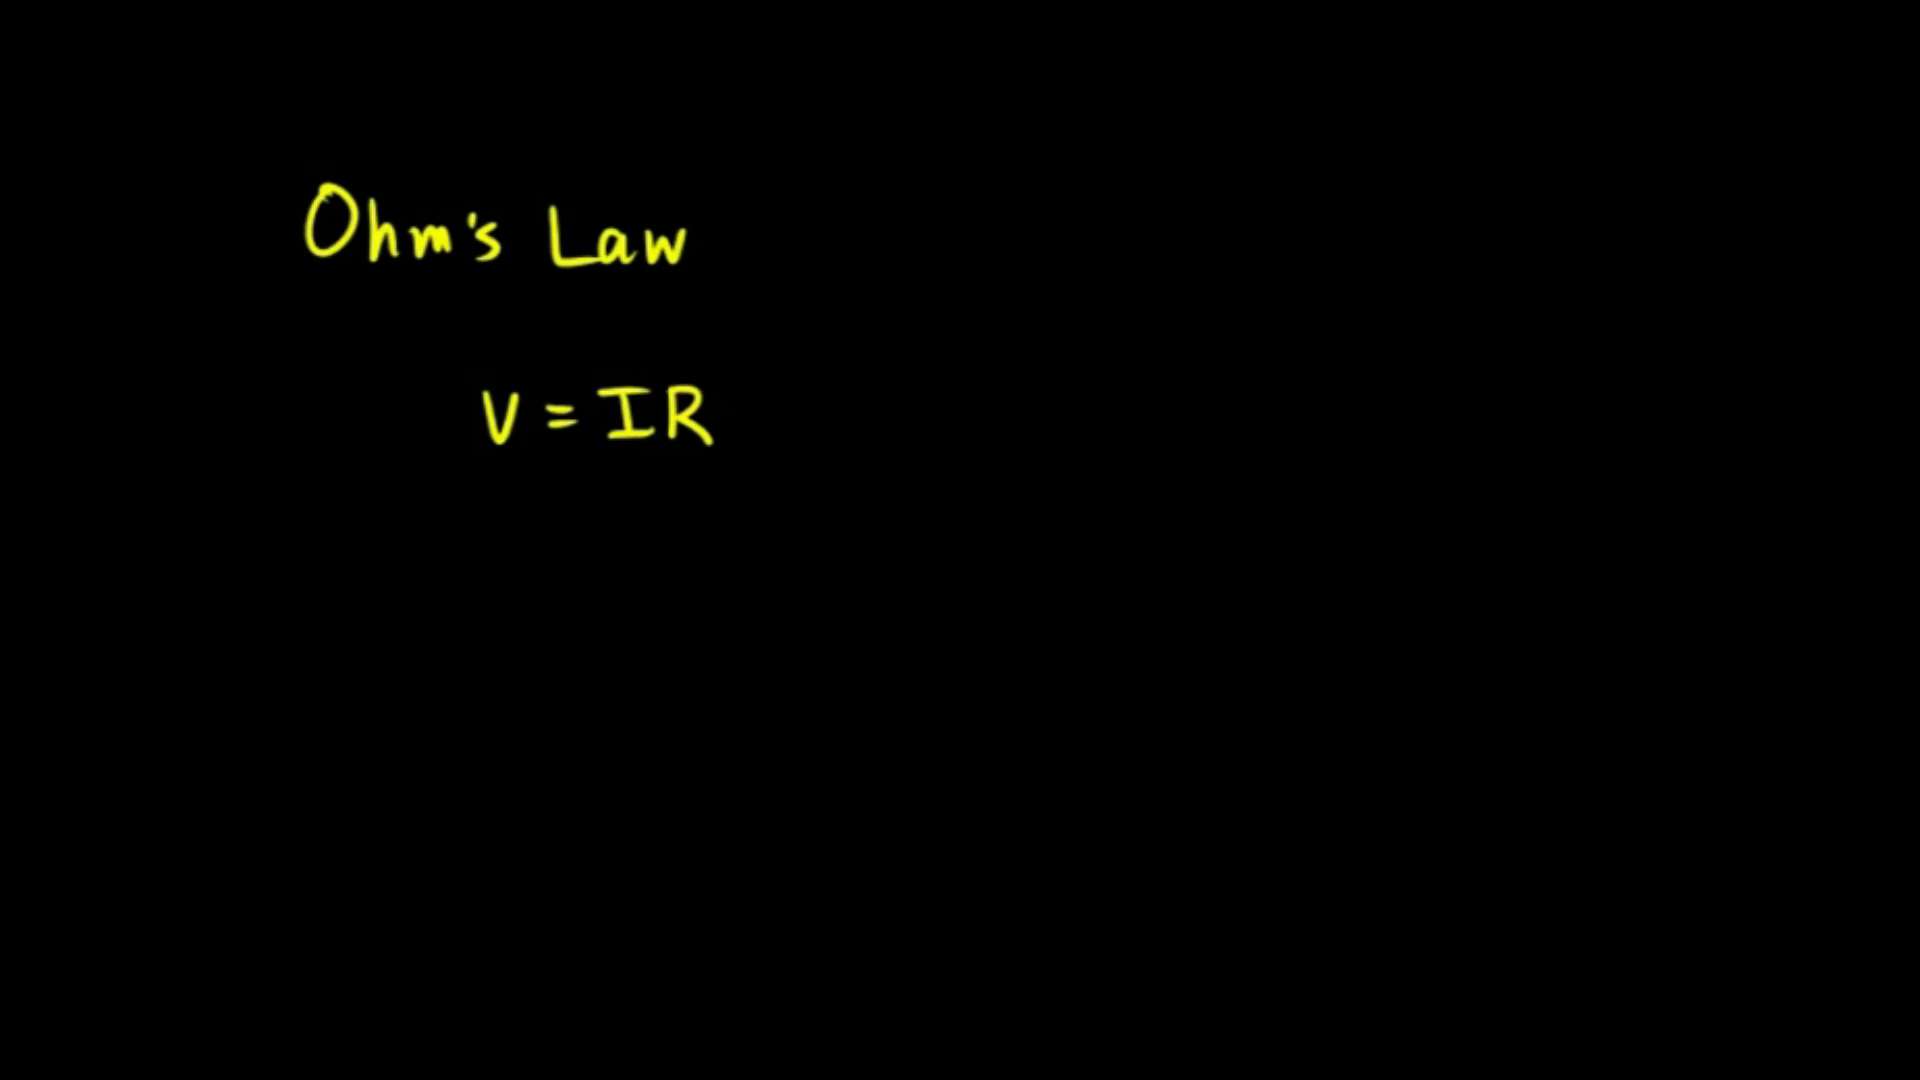 Ohm's Law
V = IR